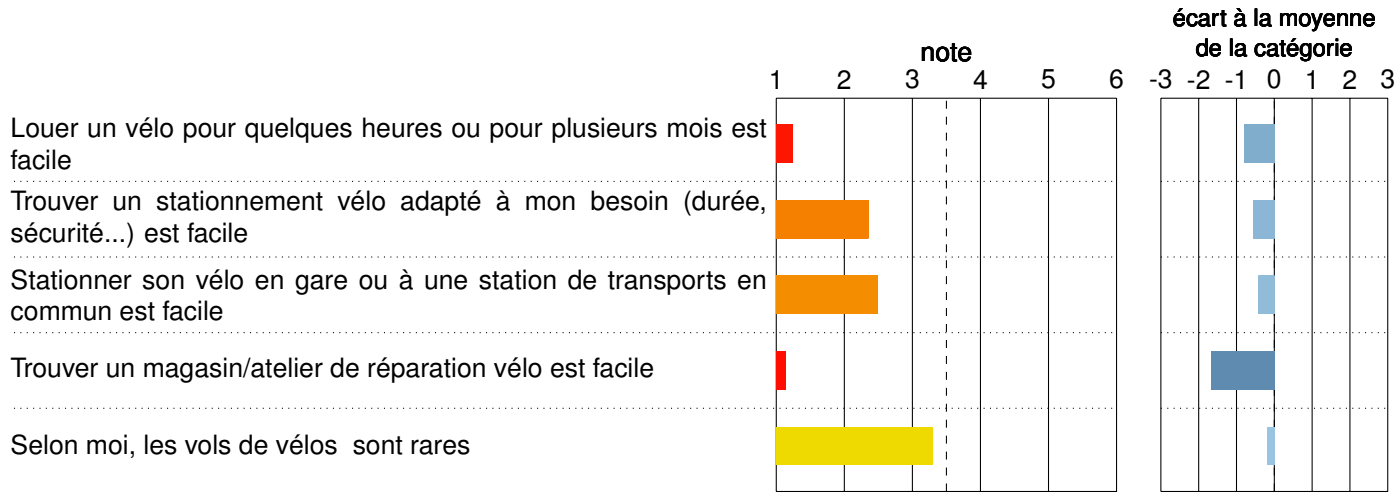 écart à la moyenne
note de la catégorie
1 2 3 4 5 6 -3 -2 -1 0 1 2 3
Louer un vélo pour quelques heures ou pour plusieurs mois est
facile
Trouver un stationnement vélo adapté à mon besoin (durée,
sécurité...) est facile
Stationner son vélo en gare ou à une station de transports en
commun est facile
Trouver un magasin/atelier de réparation vélo est facile
Selon moi, les vols de vélos sont rares